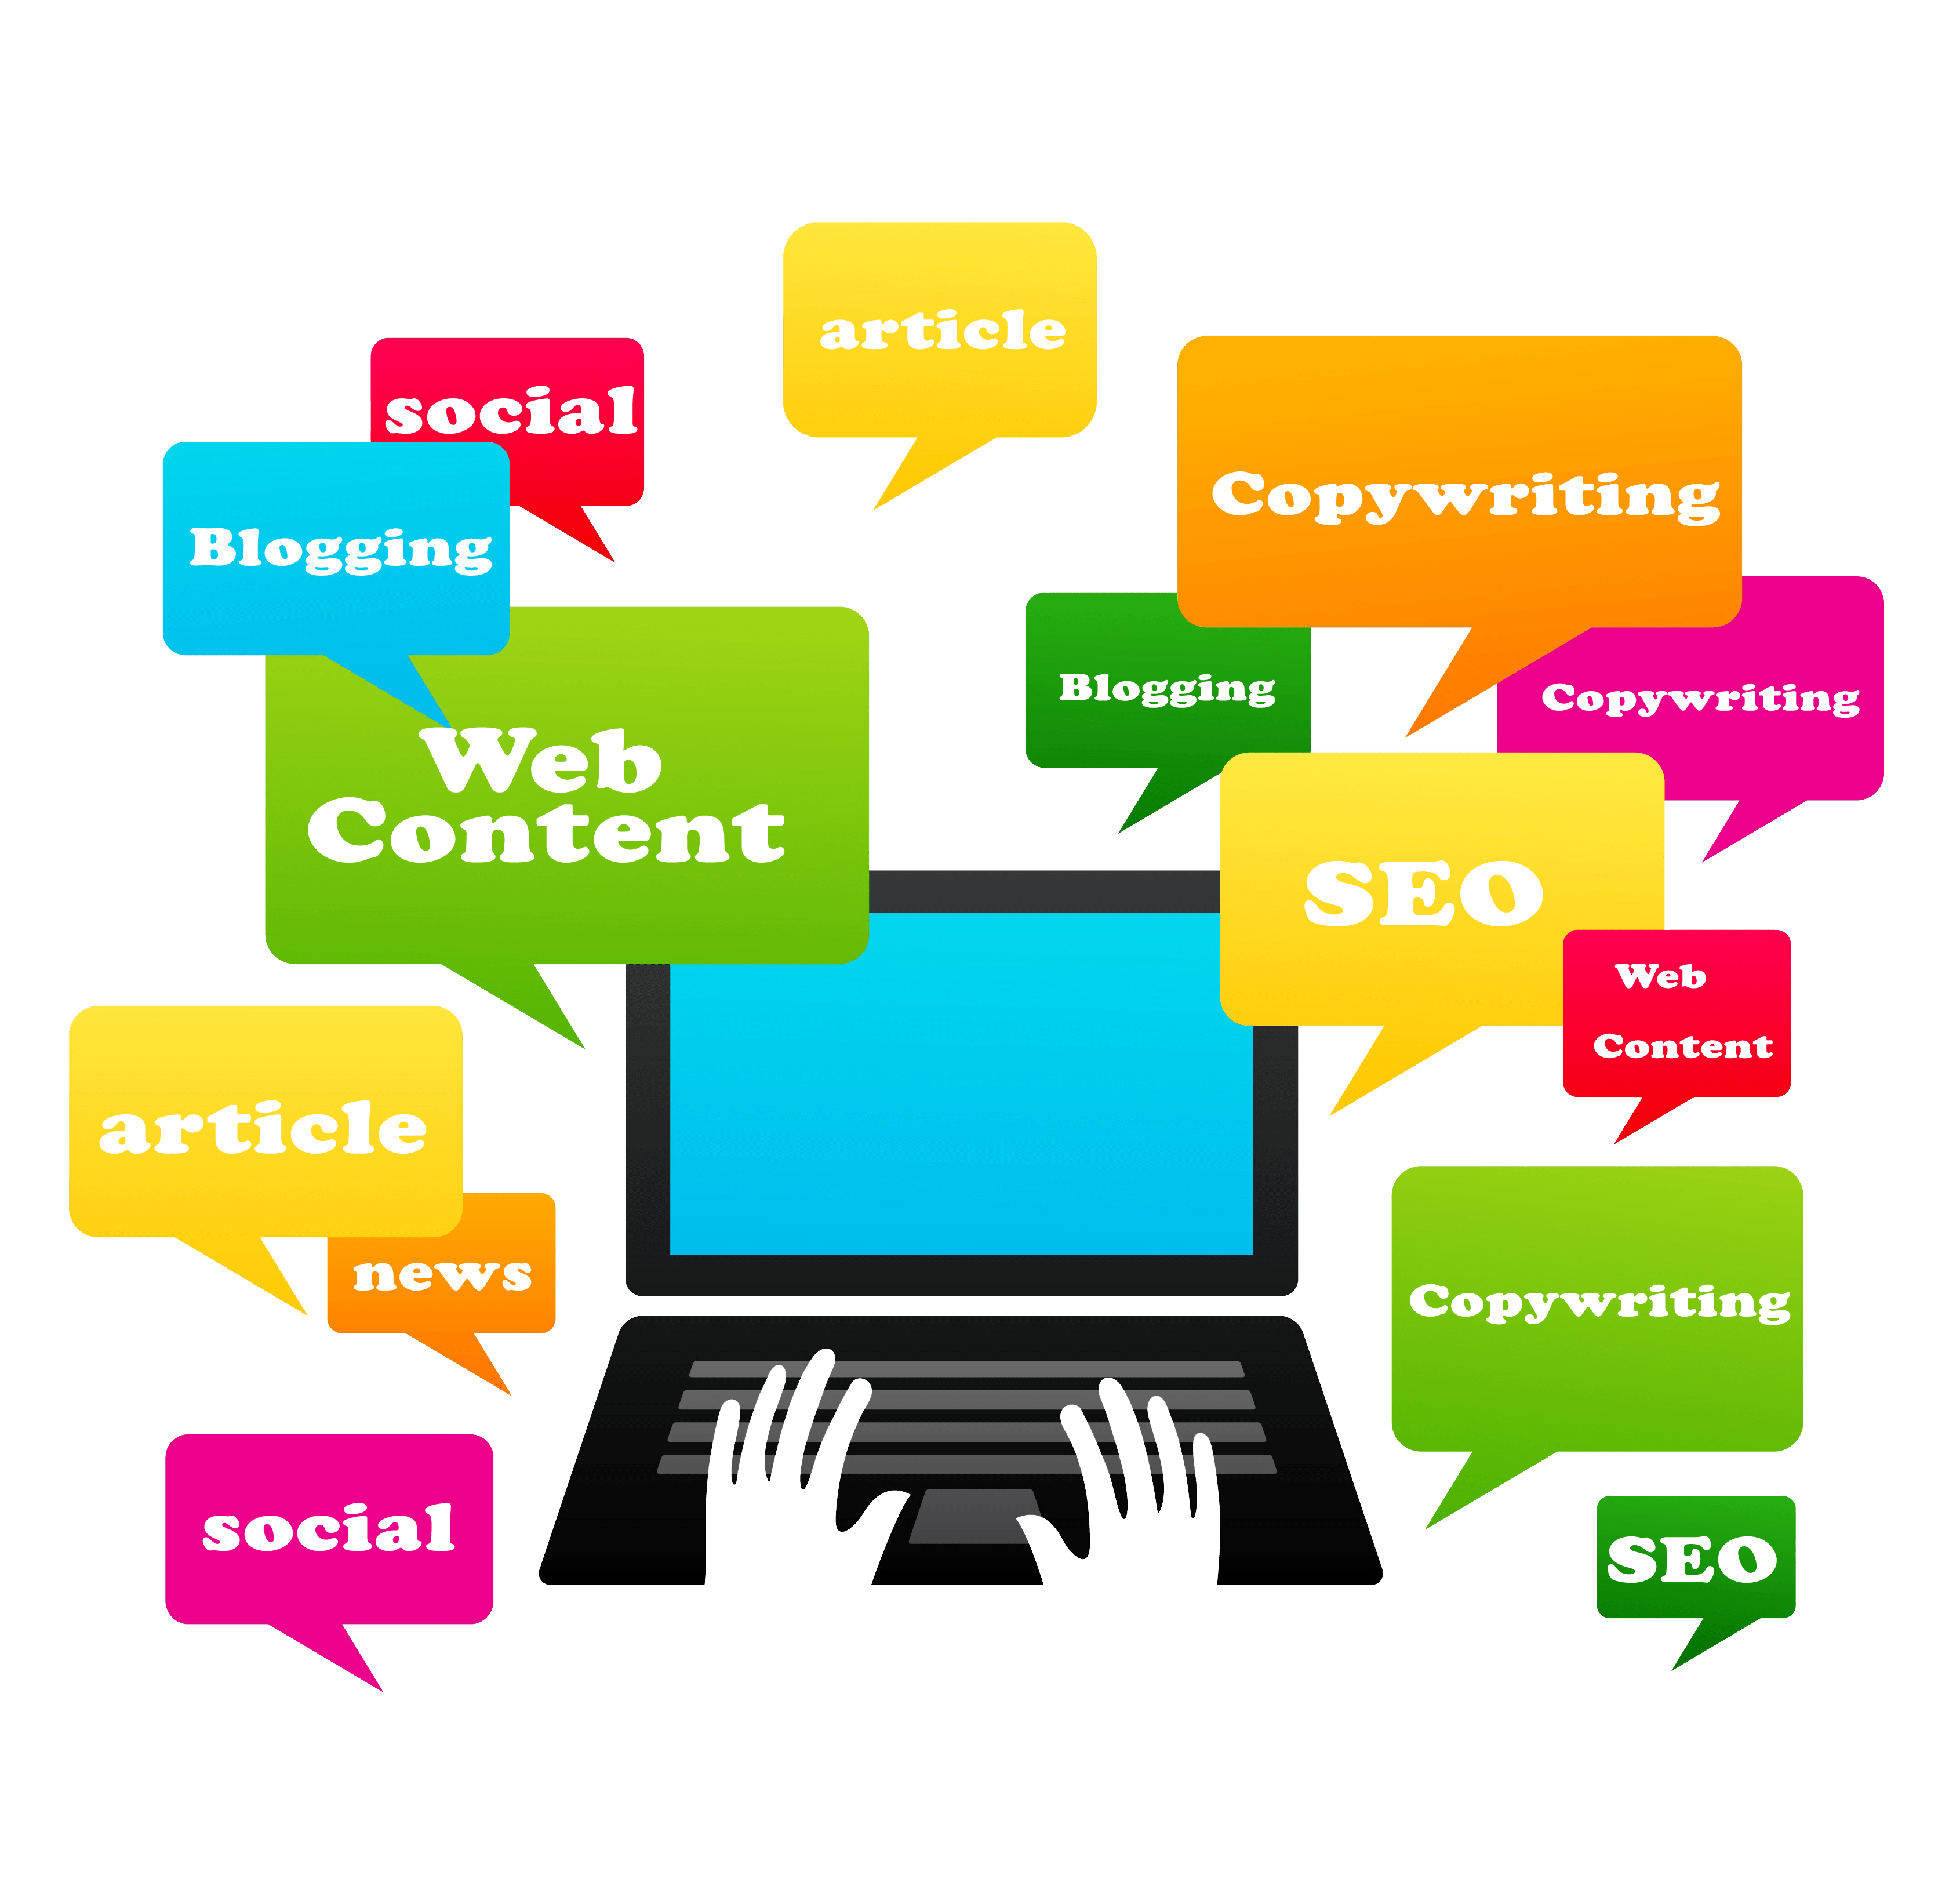 article
social
Copywriting
Blogging
Blogging
Copywriting
Web
Content
SEO
Web
Content
article
news
Copywriting
social
SEO